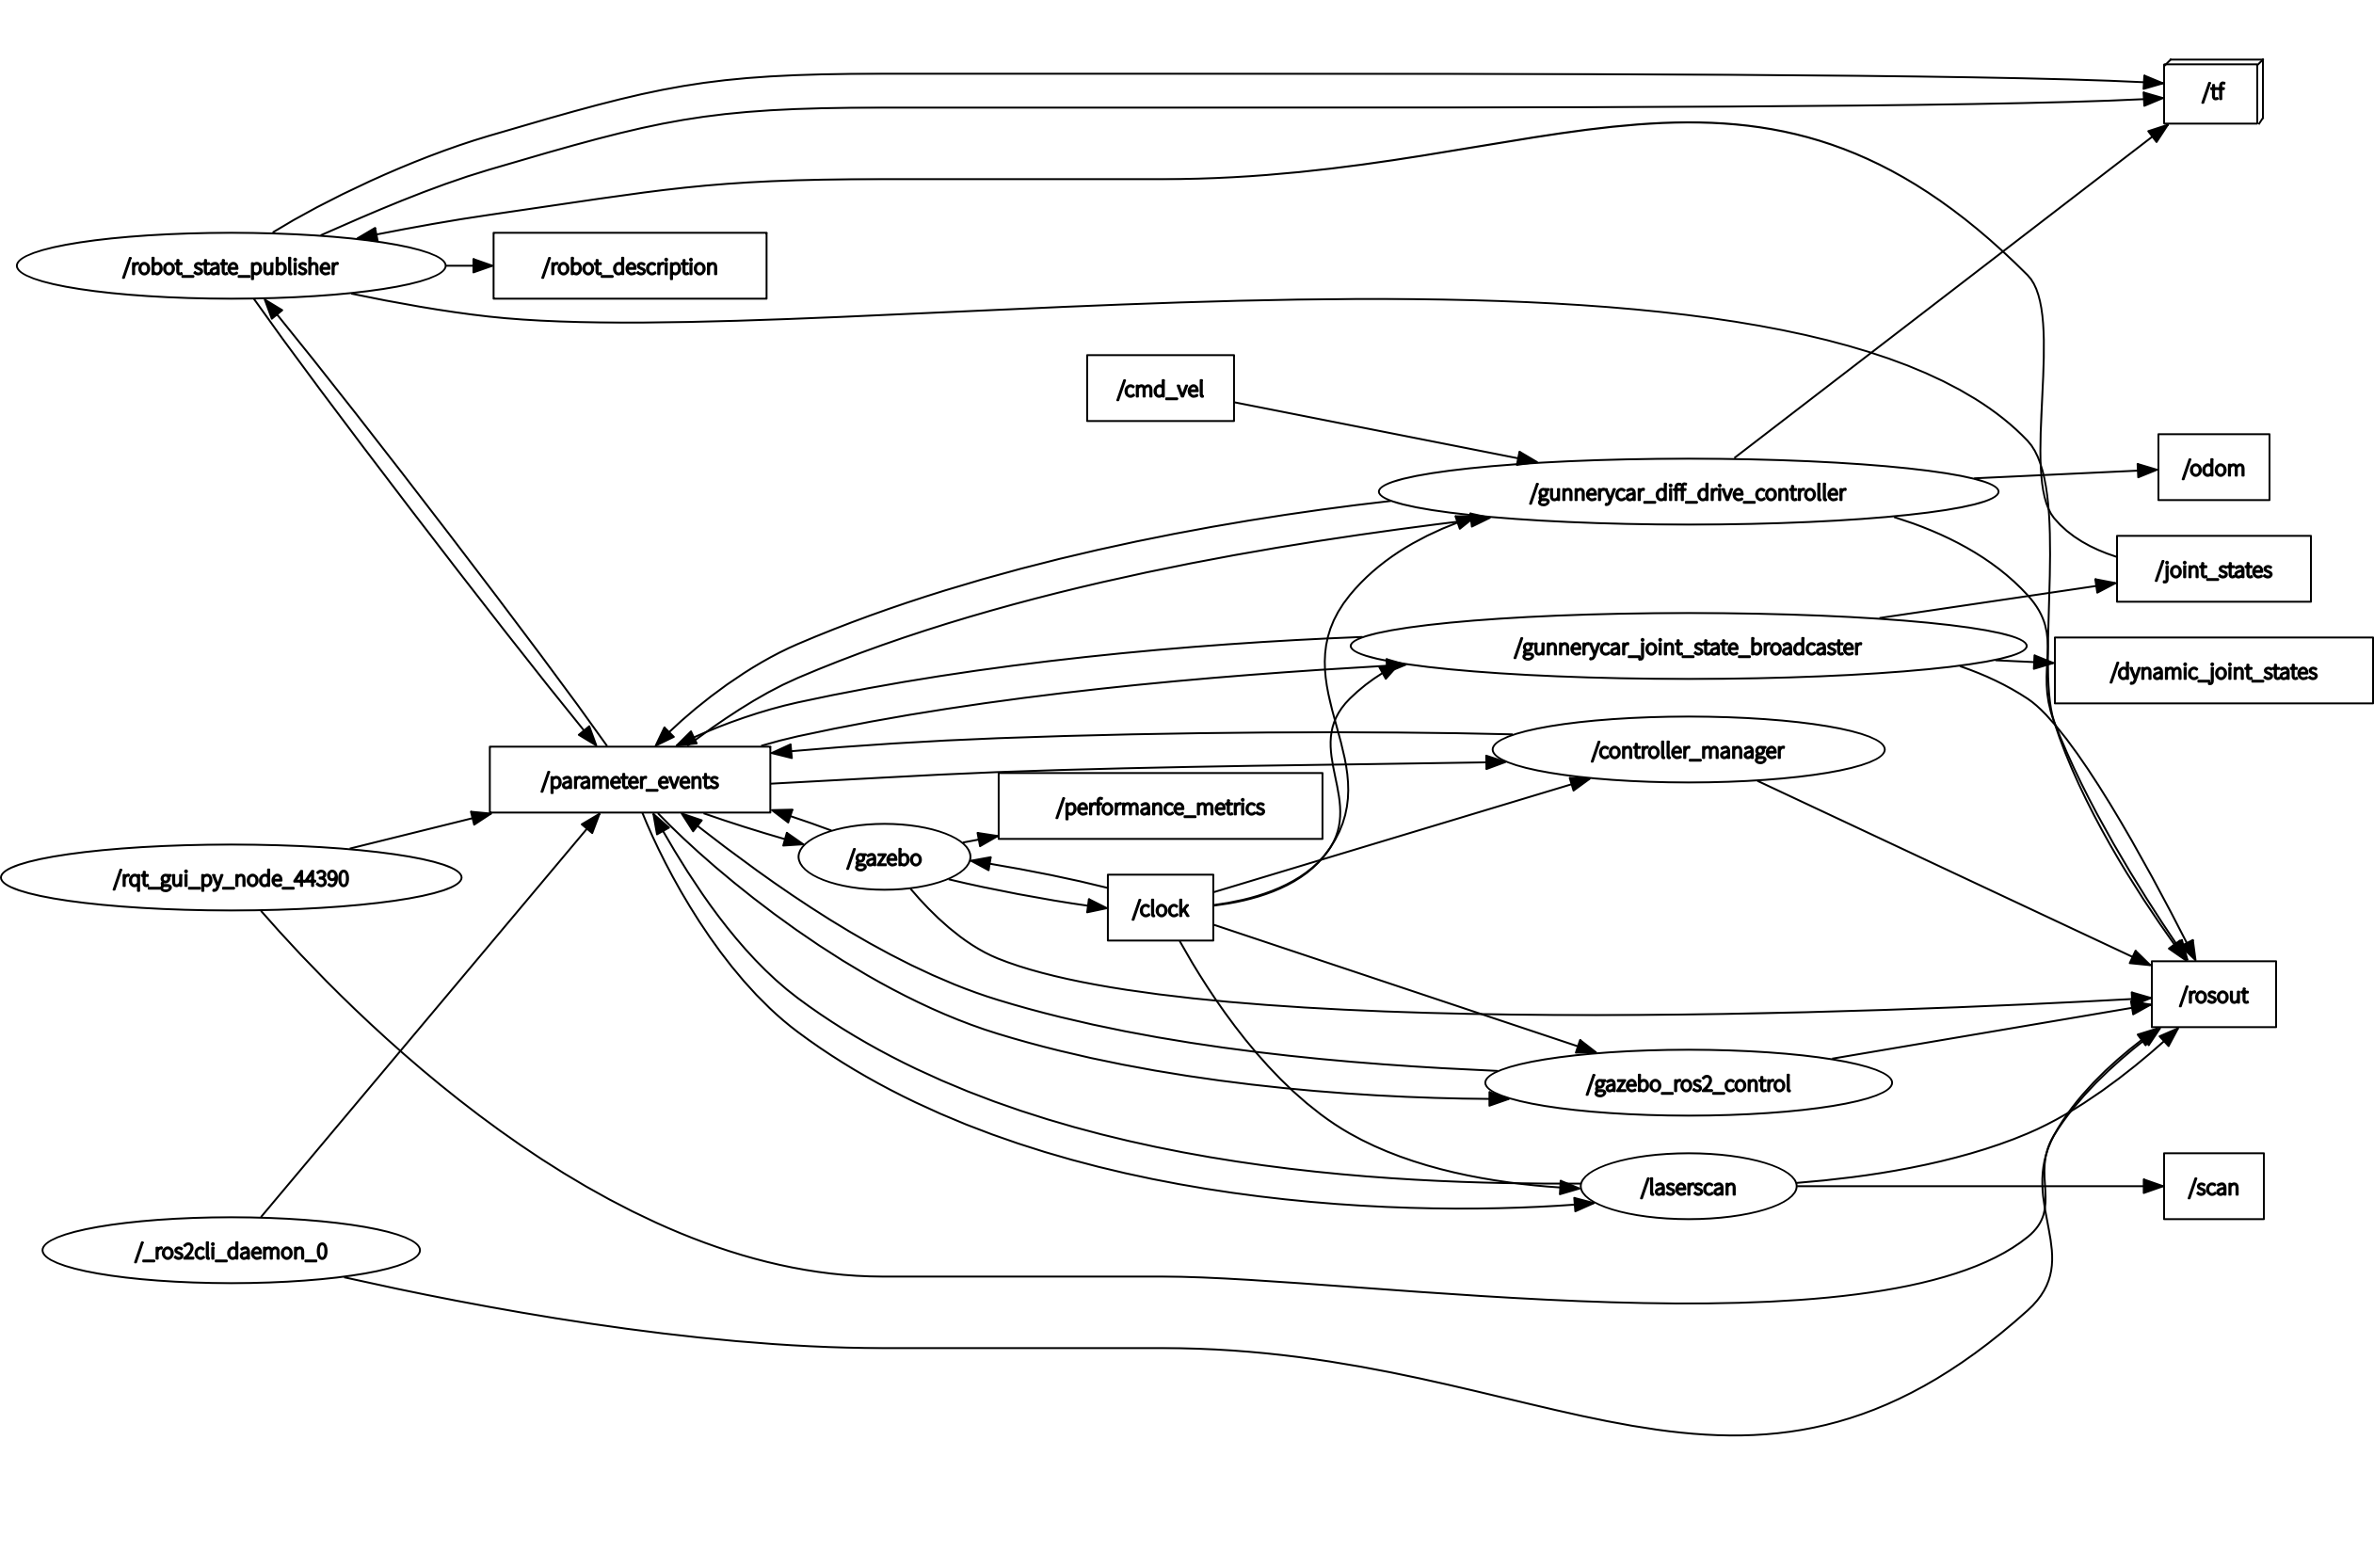 /tf
/robot_state_publisher
/robot_description
/cmd_vel
/odom
/gunnerycar_diff_drive_controller
/joint_states
/gunnerycar_joint_state_broadcaster
/dynamic_joint_states
/controller_manager
/parameter_events
/performance_metrics
/gazebo
/rqt_gui_py_node_44390
/clock
/rosout
/gazebo_ros2_control
/laserscan
/scan
/_ros2cli_daemon_0